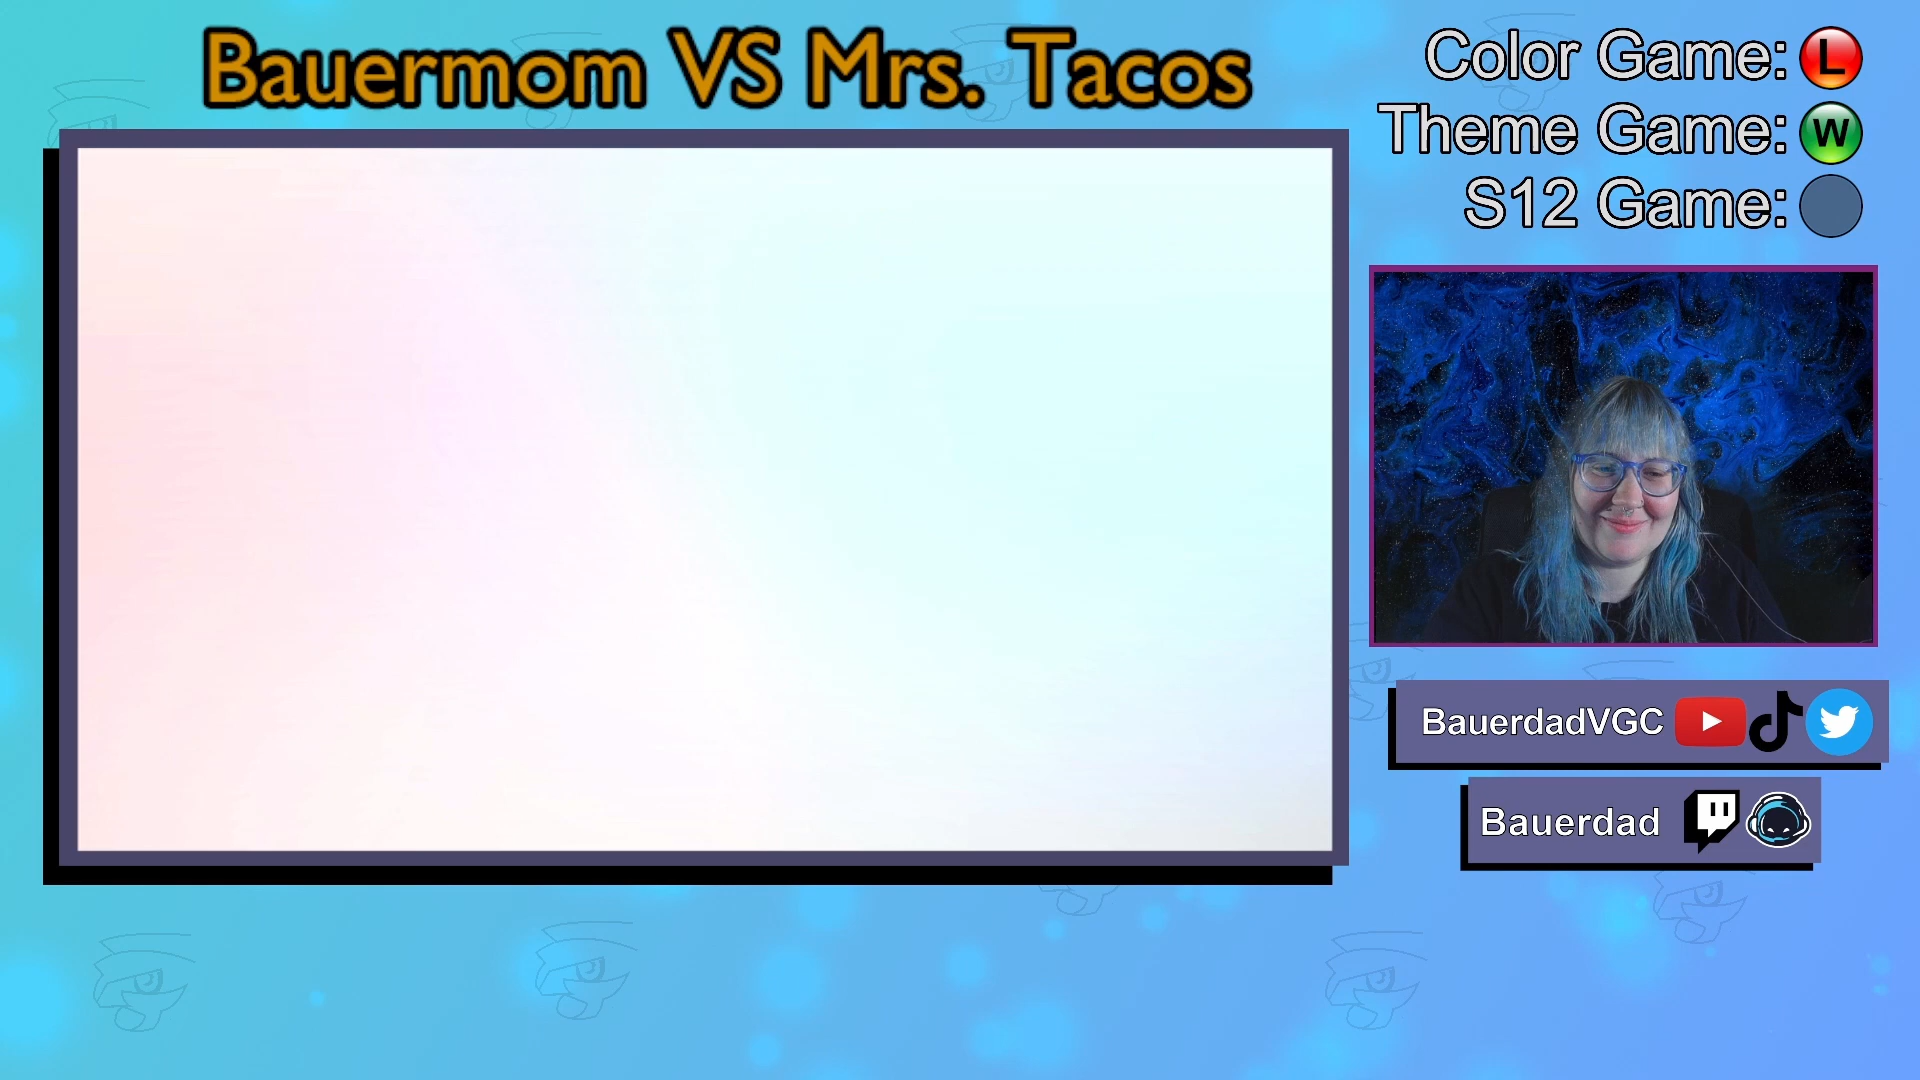 Bauermom VS Mrs. Tacos
Color Game: L
Theme Game: W
S12 Game:
BauerdadVGC
Bauerdad